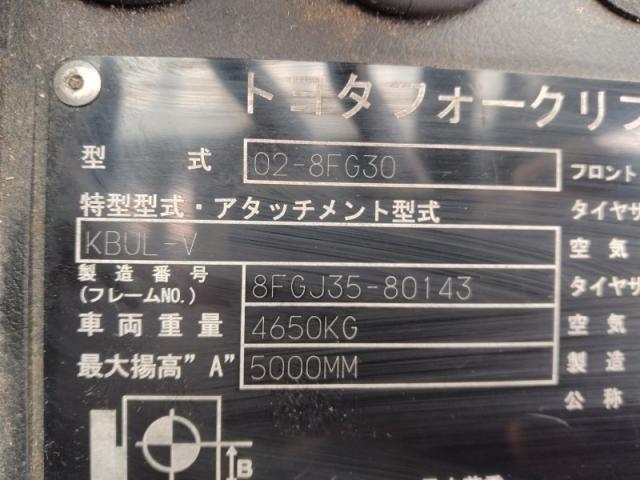 トヨタフォークリフ
型 式 02-8FG30 フロント
特型型式・アタッチメント型式 タイヤサ
KBUL-V 空 気
製造番号 8FGJ35-80143 タイヤサ
(フレームNO.)
車両重量 4650KG 空 気
最大揚高"A" 5000MM 製 造
公 称
B